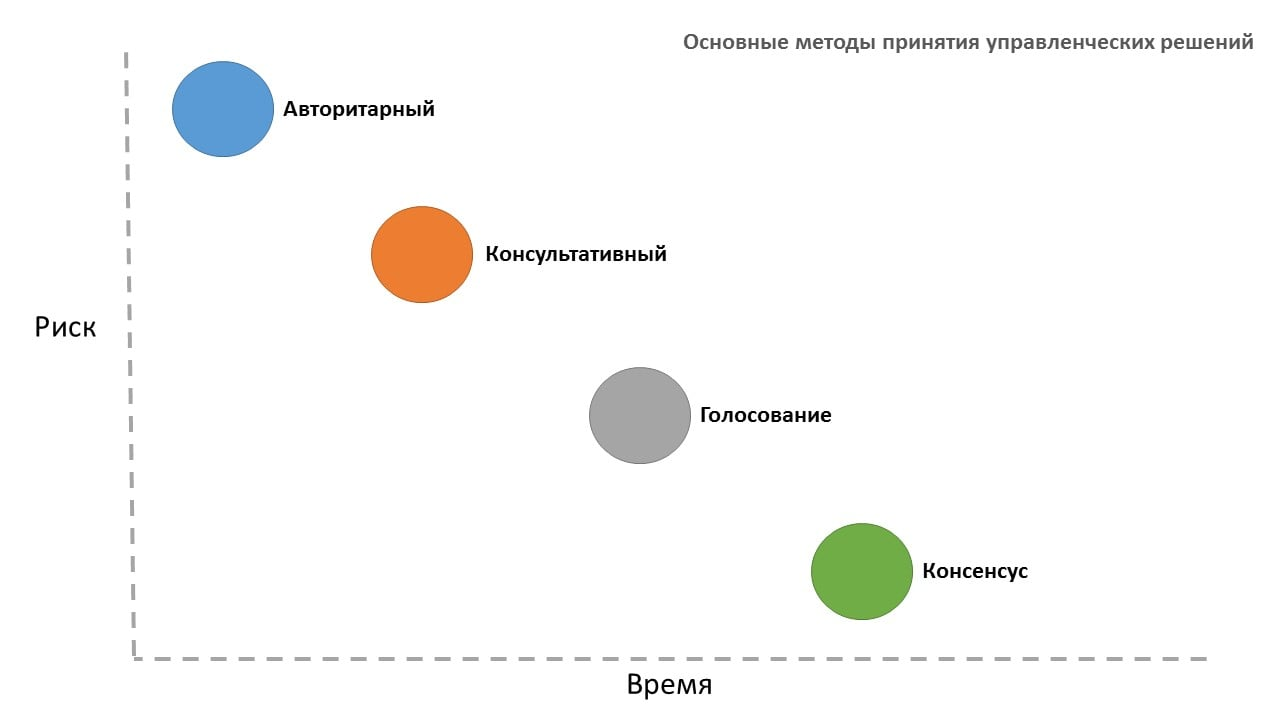 Основные методы принятия управленческих решений
Авторитарный
Консультативный
Риск
Голосование
Консенсус
Время